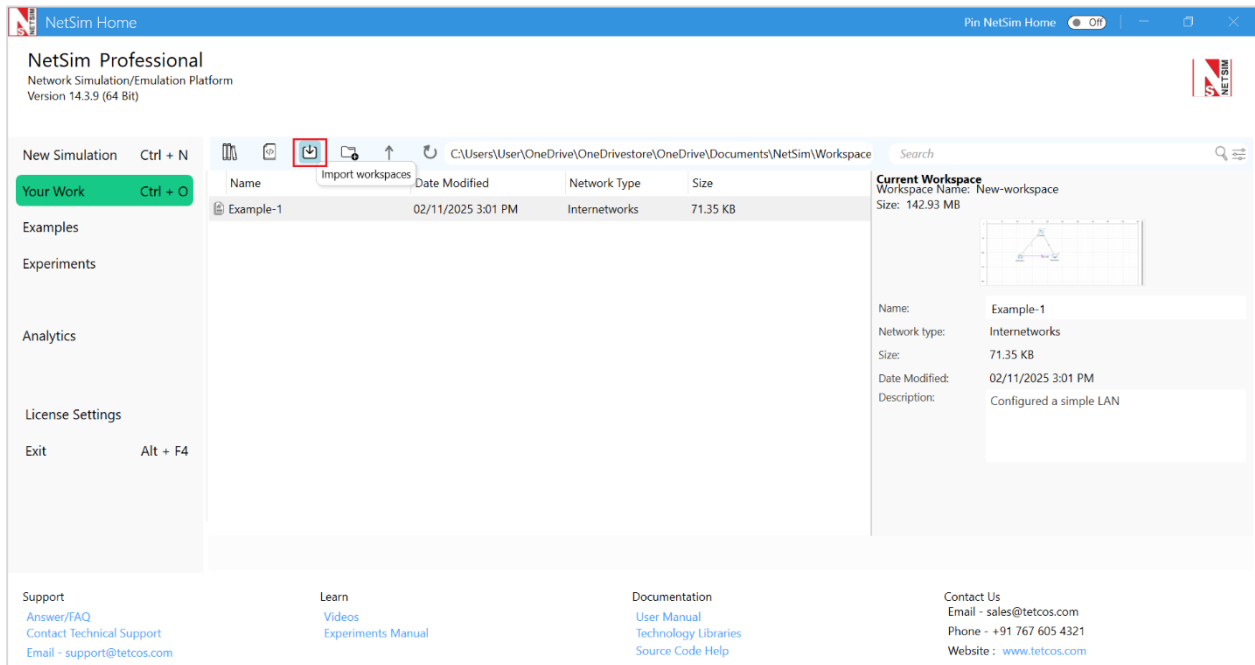 NETSIM
NetSim Home
Pin NetSim Home
Off
NetSim Professional
Network Simulation/Emulation Platform
Version 14.3.9 (64 Bit)
NETSIM
New Simulation Ctrl + N
Your Work Ctrl + O
Examples
Experiments
Analytics
License Settings
Exit Alt + F4
C:\Users\User\OneDrive\OneDrivestore\OneDrive\Documents\NetSim\Workspace
Search
Import workspaces
Name Date Modified Network Type Size
Example-1 02/11/2025 3:01 PM Internetworks 71.35 KB
Current Workspace
Workspace Name: New-workspace
Size: 142.93 MB
Name: Example-1
Network type: Internetworks
Size: 71.35 KB
Date Modified: 02/11/2025 3:01 PM
Description: Configured a simple LAN
Support
Answer/FAQ
Contact Technical Support
Email - support@tetcos.com
Learn
Videos
Experiments Manual
Documentation
User Manual
Technology Libraries
Source Code Help
Contact Us
Email - sales@tetcos.com
Phone - +91 767 605 4321
Website : www.tetcos.com